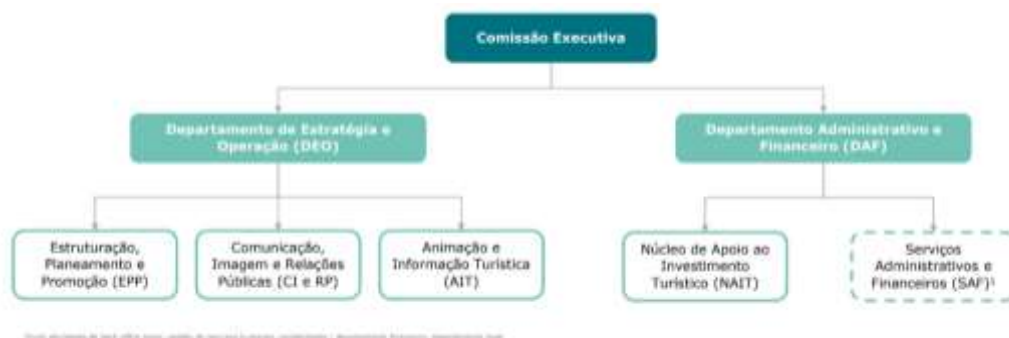 Comissão Executiva
Departamento de Estratégia e
Operação (DEO)
Departamento Administrativo e
Financeiro (DAF)
Estruturação,
Planeamento e
Promoção (EPP)
Comunicação,
Imagem e Relações
Públicas (CI e RP)
Animação e
Informação Turística
(AIT)
Núcleo de Apoio ao
Investimento
Turístico (NAIT)
Serviços
Administrativos e
Financeiros (SAF)¹